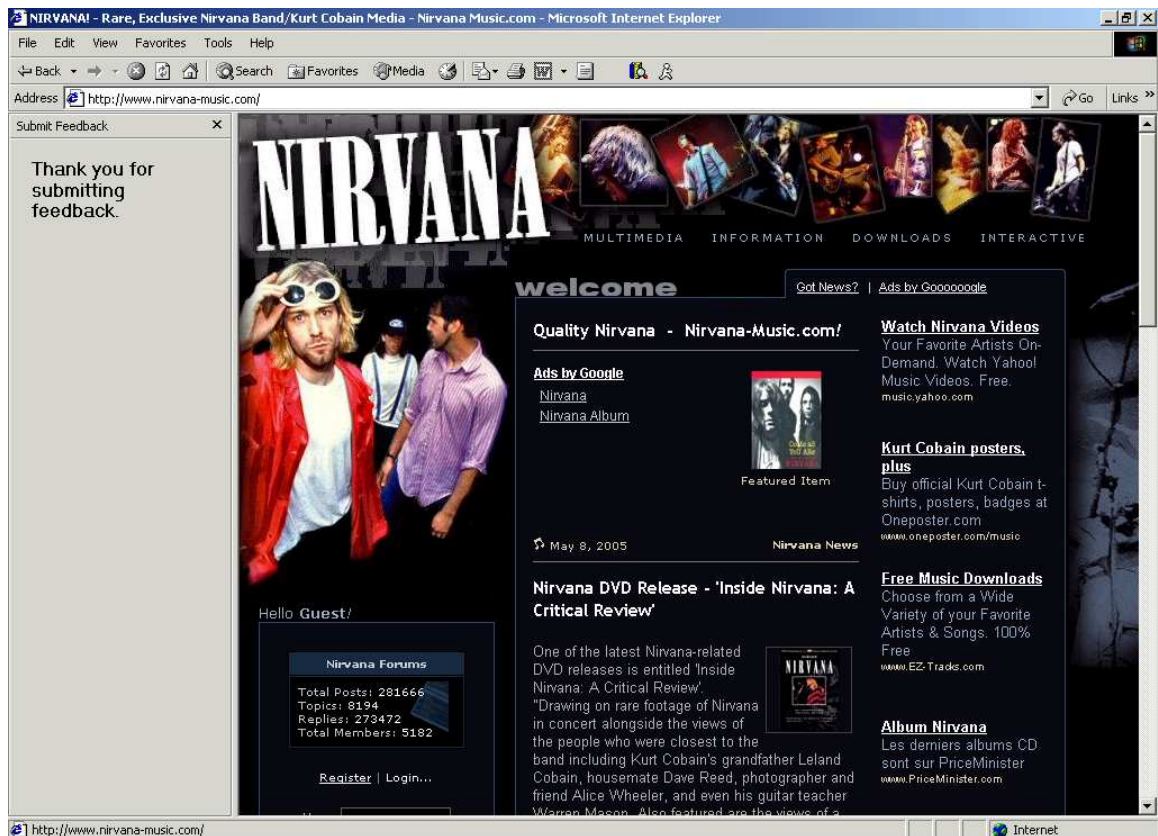 NIRVANA! - Rare, Exclusive Nirvana Band/Kurt Cobain Media - Nirvana Music.com - Microsoft Internet Explorer
File Edit View Favorites Tools Help
Back Search Favorites Media
Address http://www.nirvana-music.com/ Go Links »
Submit Feedback
Thank you for
submitting
feedback.
NIRVANA
MULTIMEDIA INFORMATION DOWNLOADS INTERACTIVE
welcome
Got News? | Ads by Goooooogle
Quality Nirvana - Nirvana-Music.com!
Ads by Google
Nirvana
Nirvana Album
Featured Item
May 8, 2005 Nirvana News
Nirvana DVD Release - 'Inside Nirvana: A
Critical Review'
One of the latest Nirvana-related
DVD releases is entitled 'Inside
Nirvana: A Critical Review'.
"Drawing on rare footage of Nirvana
in concert alongside the views of
the people who were closest to the
band including Kurt Cobain's grandfather Leland
Cobain, housemate Dave Reed, photographer and
friend Alice Wheeler, and even his guitar teacher
Warren Mason. Also featured are the views of a
NIRVANA
Watch Nirvana Videos
Your Favorite Artists On-
Demand. Watch Yahoo!
Music Videos. Free.
music.yahoo.com
Kurt Cobain posters,
plus
Buy official Kurt Cobain t-
shirts, posters, badges at
Oneposter.com
www.oneposter.com/music
Free Music Downloads
Choose from a Wide
Variety of your Favorite
Artists & Songs. 100%
Free
www.EZ-Tracks.com
Album Nirvana
Les derniers albums CD
sont sur PriceMinister
www.PriceMinister.com
Hello Guest!
Nirvana Forums
Total Posts: 281666
Topics: 8194
Replies: 273472
Total Members: 5182
Register | Login...
http://www.nirvana-music.com/ Internet